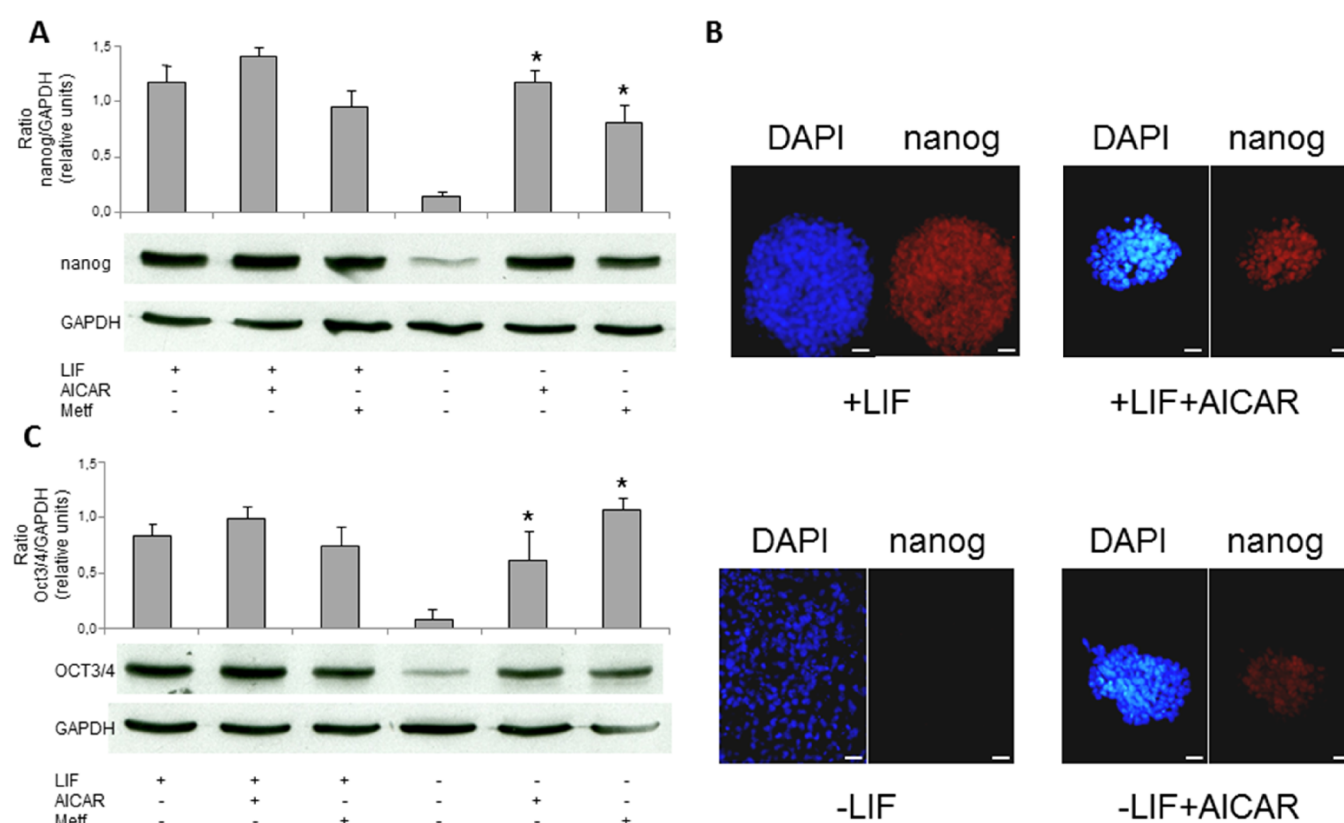 A
1,5
1,0
0,5
0,0
Ratio
nanog/GAPDH
(relative units)
* *
nanog
GAPDH
LIF + + + - - -
AICAR - + - - + -
Metf - - + - - +
B
DAPI nanog DAPI nanog
+LIF +LIF+AICAR
C
1,5
1,0
0,5
0,0
Ratio
Oct3/4/GAPDH
(relative units)
* *
OCT3/4
GAPDH
LIF + + + - - -
AICAR - + - - + -
Metf - - + - - +
DAPI nanog DAPI nanog
-LIF -LIF+AICAR